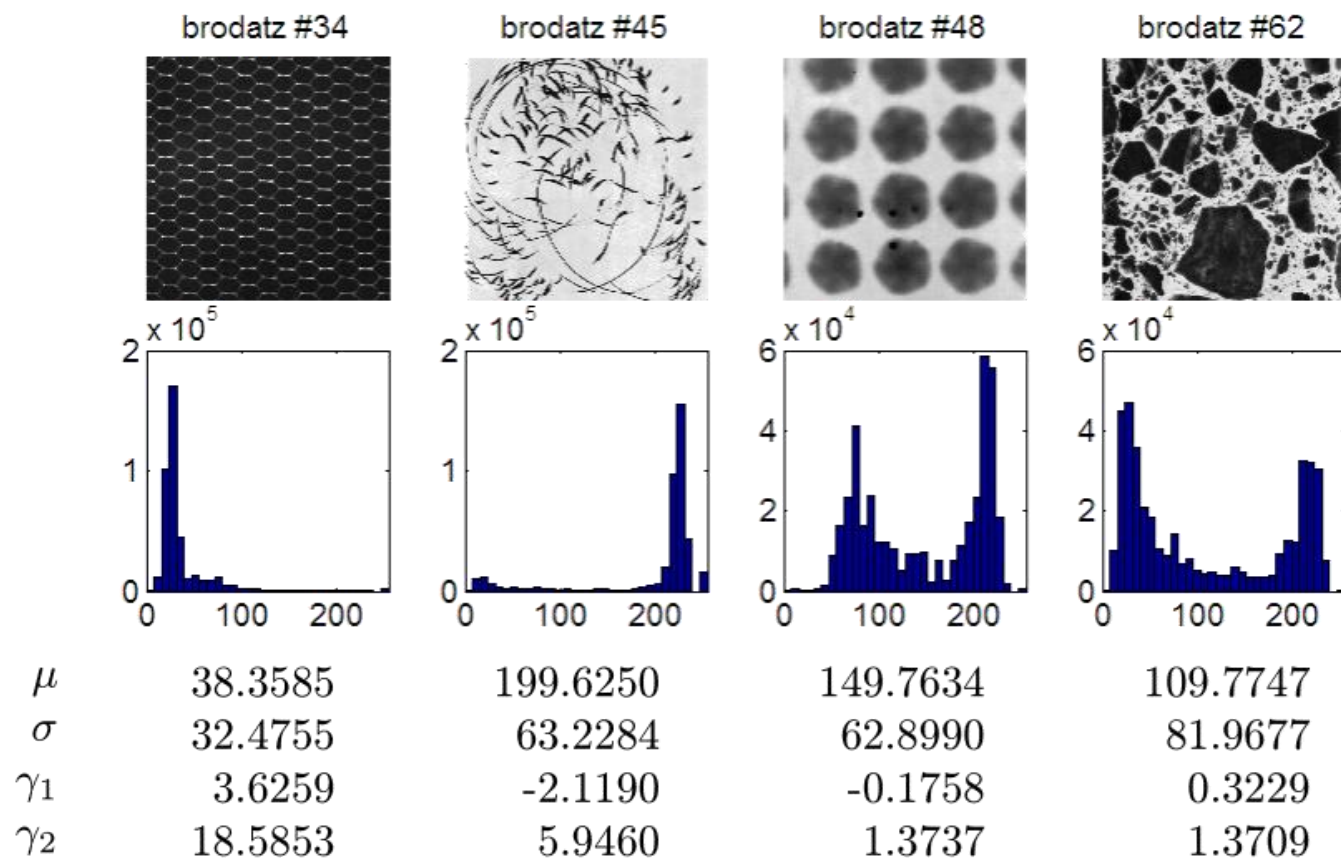 brodatz #34 brodatz #45 brodatz #48 brodatz #62
x 10^5 x 10^5 x 10^4 x 10^4
2 2 6 6
4 4
1 1
2 2
0 0 0 0
0 100 200 0 100 200 0 100 200 0 100 200
μ 38.3585 199.6250 149.7634 109.7747
σ 32.4755 63.2284 62.8990 81.9677
γ1 3.6259 -2.1190 -0.1758 0.3229
γ2 18.5853 5.9460 1.3737 1.3709